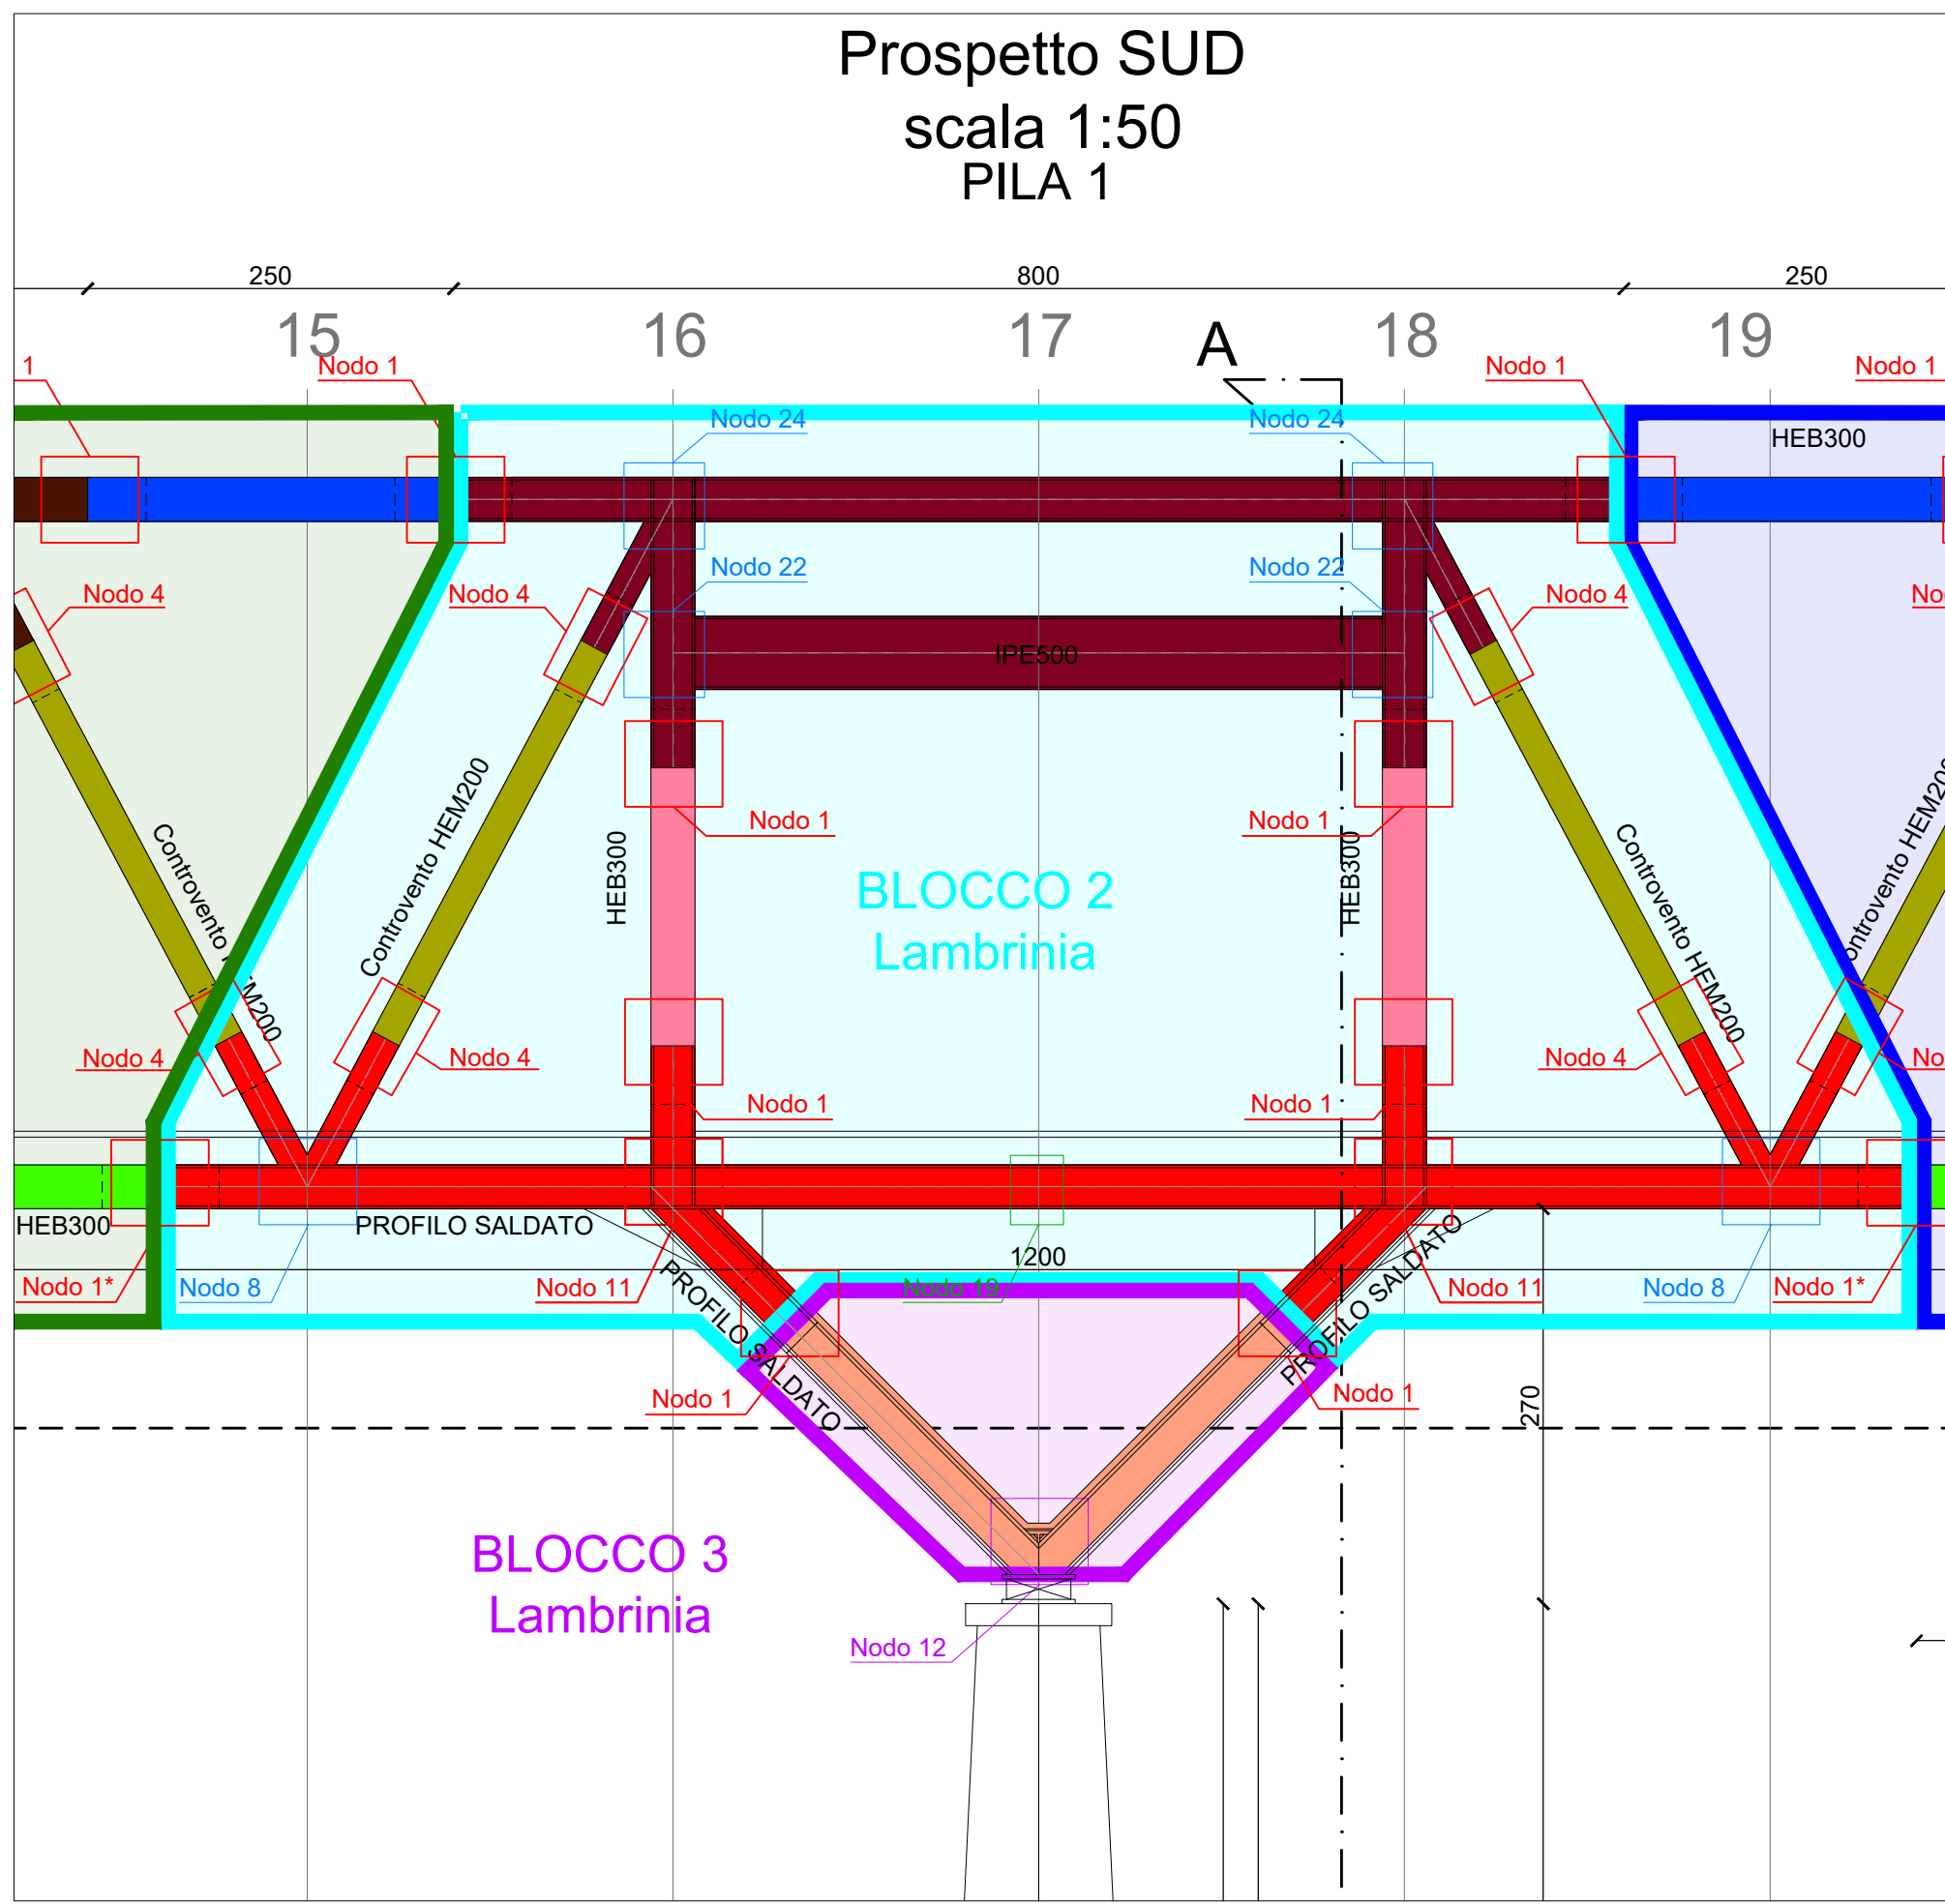 Prospetto SUD
scala 1:50
PILA 1
250
800
250
15
16
17
A
18
19
1
Nodo 1
Nodo 1
Nodo 1
Nodo 24
Nodo 24
HEB300
Nodo 22
Nodo 22
Nodo 4
Nodo 4
Nodo 4
IPE500
Nodo 1
Nodo 1
Controvento HEM200
Controvento HEM200
HEB300
HEB300
Controvento HEM200
BLOCCO 2
Lambrinia
Nodo 4
Nodo 4
Nodo 4
Nodo 1
Nodo 1
HEB300
PROFILO SALDATO
1200
Nodo 1*
Nodo 8
Nodo 11
Nodo 19
Nodo 11
Nodo 8
Nodo 1*
PROFILO SALDATO
PROFILO SALDATO
Nodo 1
Nodo 1
270
BLOCCO 3
Lambrinia
Nodo 12